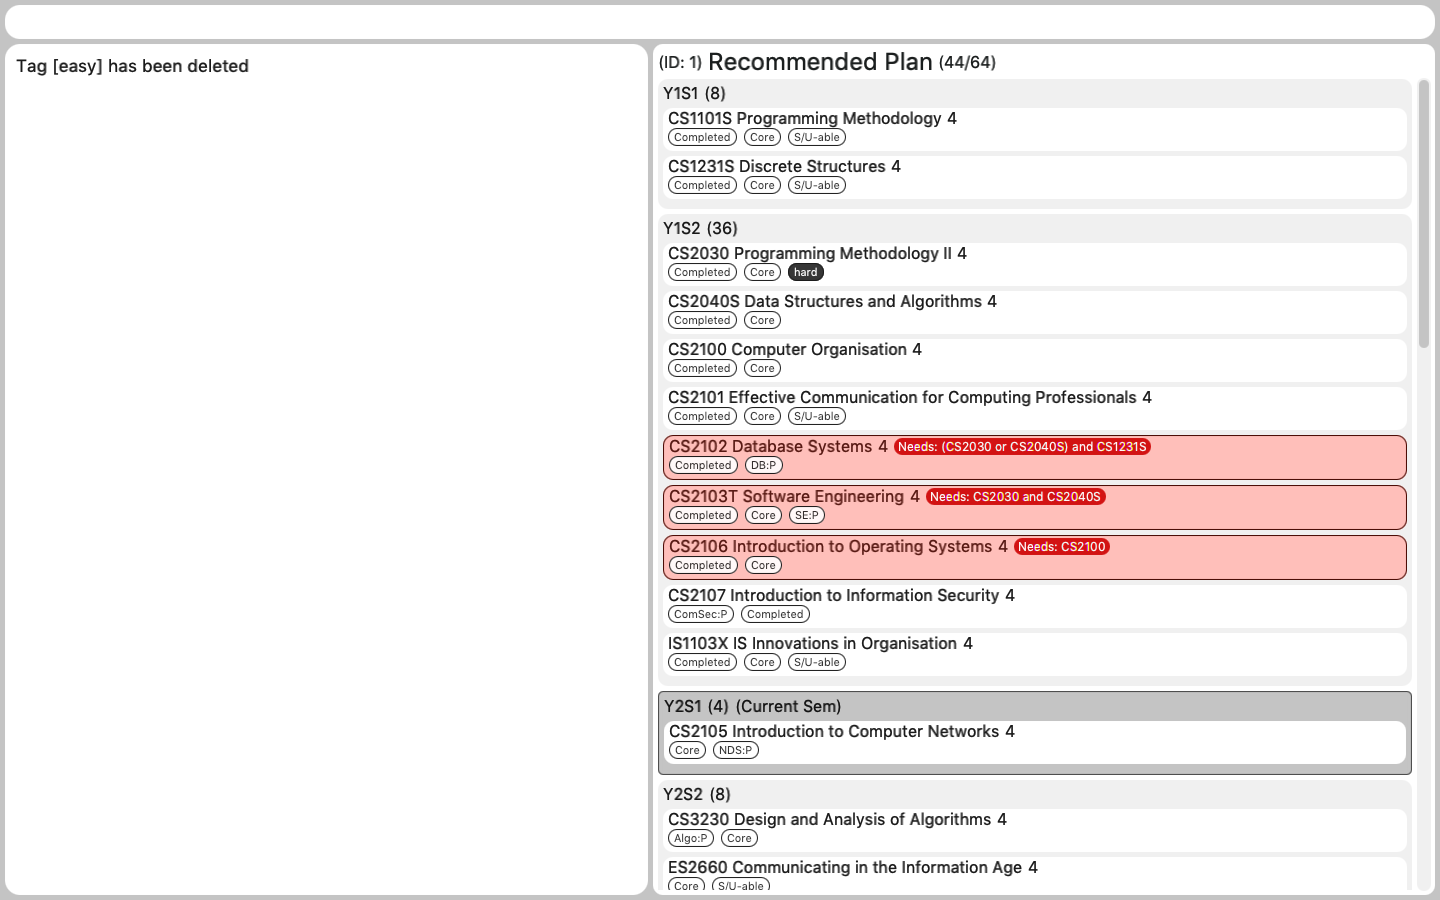 Tag [easy] has been deleted
(ID: 1) Recommended Plan (44/64)
Y1S1 (8)
CS1101S Programming Methodology 4
Completed Core S/U-able
CS1231S Discrete Structures 4
Completed Core S/U-able
Y1S2 (36)
CS2030 Programming Methodology II 4
Completed Core hard
CS2040S Data Structures and Algorithms 4
Completed Core
CS2100 Computer Organisation 4
Completed Core
CS2101 Effective Communication for Computing Professionals 4
Completed Core S/U-able
CS2102 Database Systems 4 Needs: (CS2030 or CS2040S) and CS1231S
Completed DB:P
CS2103T Software Engineering 4 Needs: CS2030 and CS2040S
Completed Core SE:P
CS2106 Introduction to Operating Systems 4 Needs: CS2100
Completed Core
CS2107 Introduction to Information Security 4
ComSec:P Completed
IS1103X IS Innovations in Organisation 4
Completed Core S/U-able
Y2S1 (4) (Current Sem)
CS2105 Introduction to Computer Networks 4
Core NDS:P
Y2S2 (8)
CS3230 Design and Analysis of Algorithms 4
Algo:P Core
ES2660 Communicating in the Information Age 4
Core S/U-able